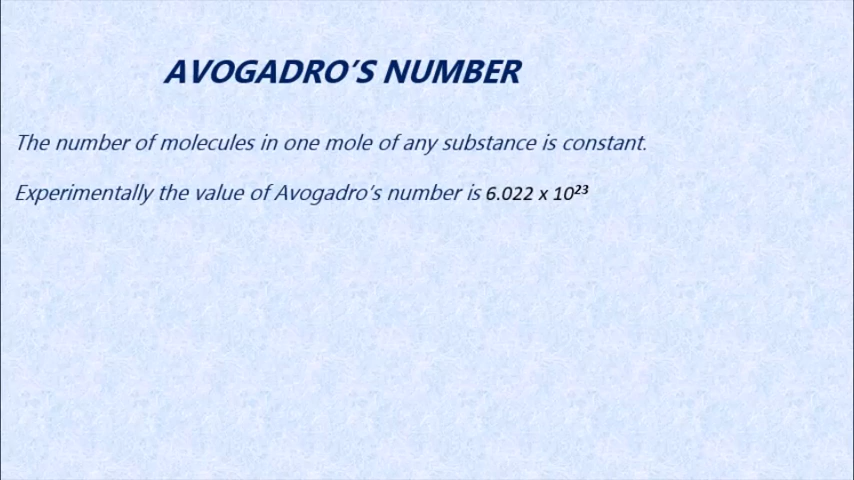 AVOGADRO’S NUMBER
The number of molecules in one mole of any substance is constant.
Experimentally the value of Avogadro’s number is 6.022 x 10²³